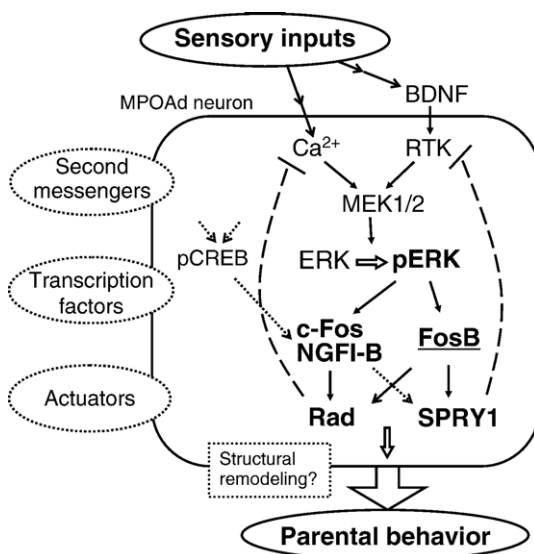 Sensory inputs
BDNF
MPOAd neuron
Ca²⁺
RTK
Second
messengers
MEK1/2
pCREB
ERK
pERK
Transcription
factors
c-Fos
NGFI-B
FosB
Actuators
Rad
SPRY1
Structural
remodeling?
Parental behavior